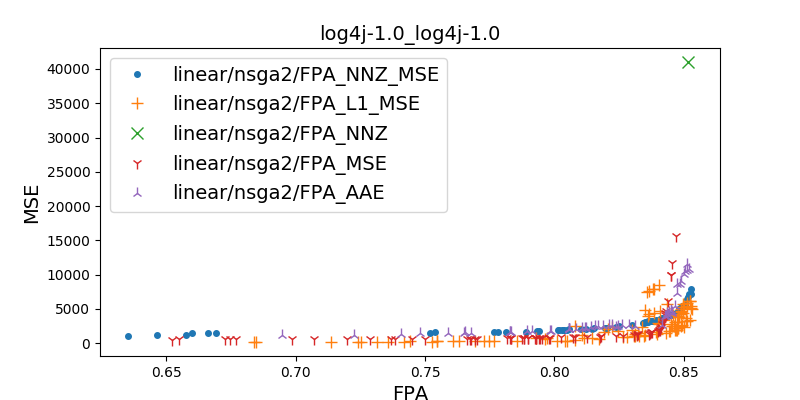 log4j-1.0_log4j-1.0
linear/nsga2/FPA_NNZ_MSE
linear/nsga2/FPA_L1_MSE
linear/nsga2/FPA_NNZ
linear/nsga2/FPA_MSE
linear/nsga2/FPA_AAE
MSE
40000
35000
30000
25000
20000
15000
10000
5000
0
0.65 0.70 0.75 0.80 0.85
FPA